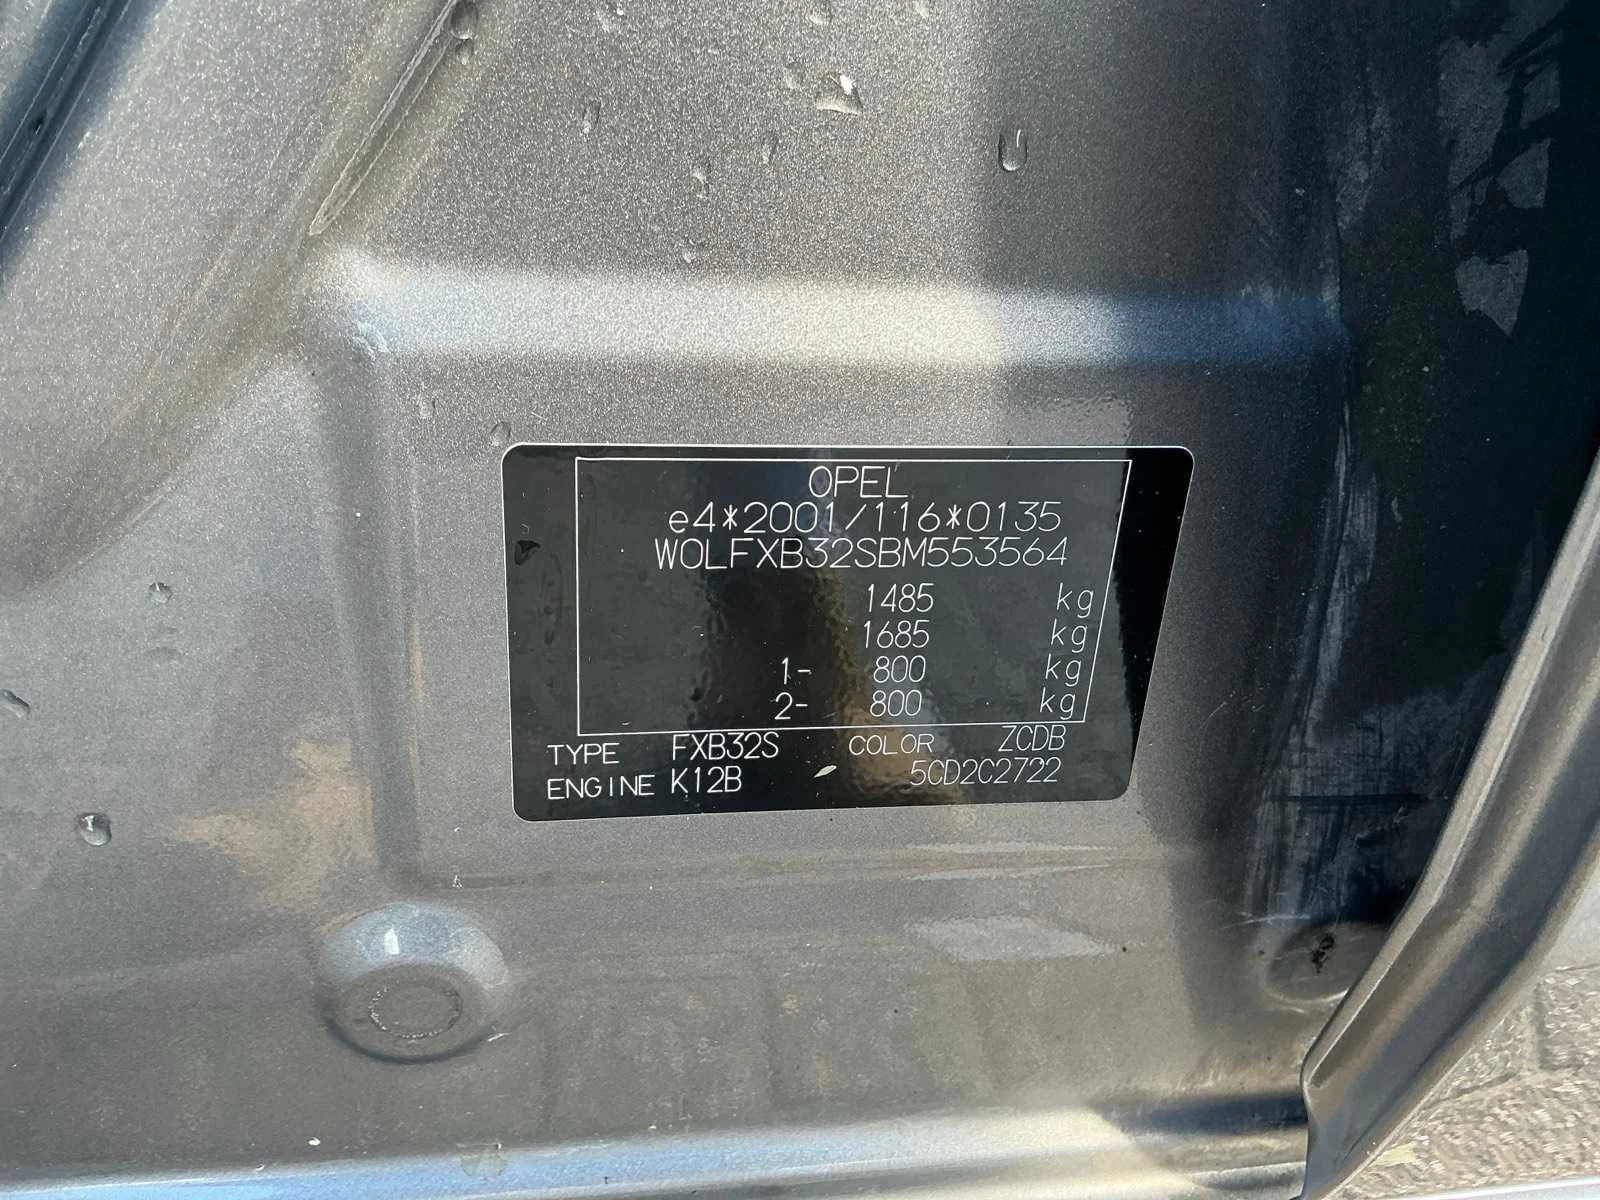 OPEL
e4*2001/116*0135
W0LFXB32SBM553564
1485 kg
1685 kg
1- 800 kg
2- 800 kg
TYPE FXB32S COLOR ZCDB
ENGINE K12B 5CD2C2722